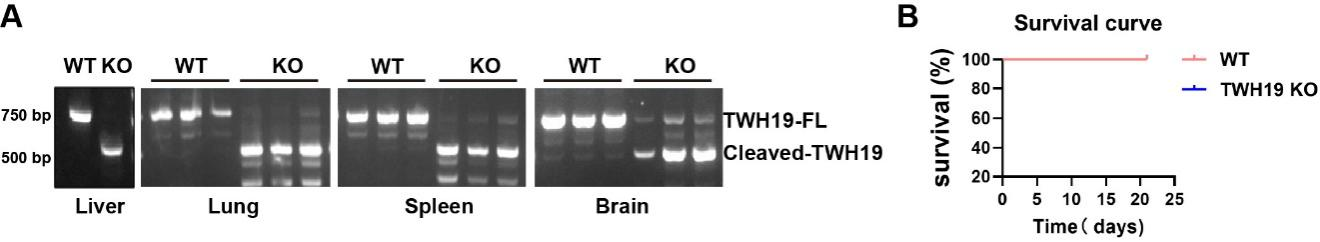 A
WT KO WT KO WT KO WT KO
750 bp
500 bp
TWH19-FL
Cleaved-TWH19
Liver Lung Spleen Brain
B
Survival curve
survival (%)
100
80
60
40
20
0 5 10 15 20 25
Time( days)
WT
TWH19 KO